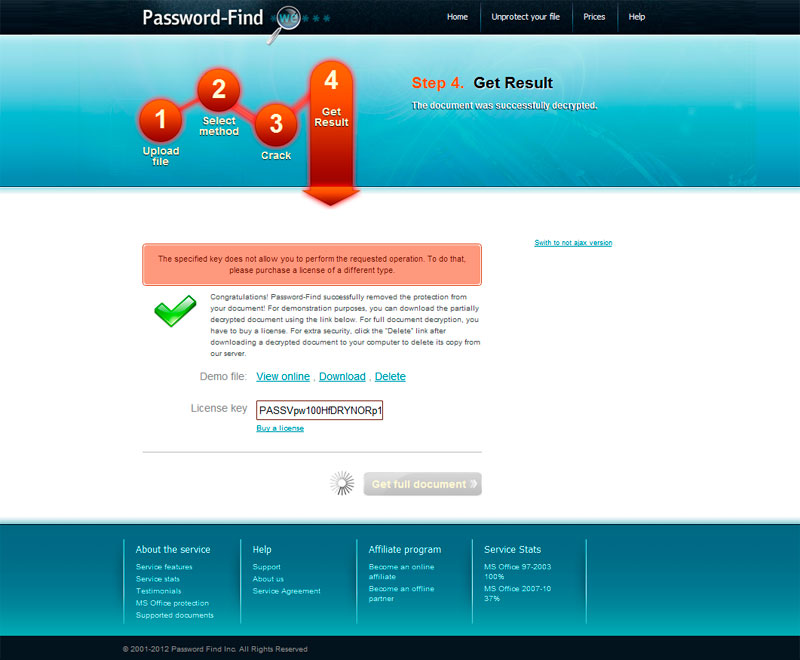 Password-Find we ***
Home
Unprotect your file
Prices
Help
1
Upload
file
2
Select
method
3
Crack
4
Get
Result
Step 4. Get Result
The document was successfully decrypted.
Swith to not ajax version
The specified key does not allow you to perform the requested operation. To do that,
please purchase a license of a different type.
Congratulations! Password-Find successfully removed the protection from
your document! For demonstration purposes, you can download the partially
decrypted document using the link below. For full document decryption, you
have to buy a license. For extra security, click the "Delete" link after
downloading a decrypted document to your computer to delete its copy from
our server.
Demo file: View online , Download , Delete
License key PASSVpw100HfDRYNORp1
Buy a license
Get full document »
About the service
Service features
Service stats
Testimonials
MS Office protection
Supported documents
Help
Support
About us
Service Agreement
Affiliate program
Become an online
affiliate
Become an offline
partner
Service Stats
MS Office 97-2003
100%
MS Office 2007-10
37%
© 2001-2012 Password Find Inc. All Rights Reserved